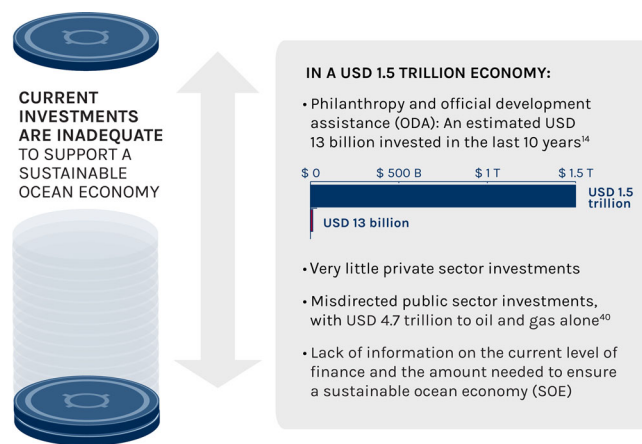 CURRENT
INVESTMENTS
ARE INADEQUATE
TO SUPPORT A
SUSTAINABLE
OCEAN ECONOMY
IN A USD 1.5 TRILLION ECONOMY:
• Philanthropy and official development
assistance (ODA): An estimated USD
13 billion invested in the last 10 years¹⁴
$ 0 $ 500 B $ 1 T $ 1.5 T
USD 1.5
trillion
USD 13 billion
• Very little private sector investments
• Misdirected public sector investments,
with USD 4.7 trillion to oil and gas alone⁴⁰
• Lack of information on the current level of
finance and the amount needed to ensure
a sustainable ocean economy (SOE)